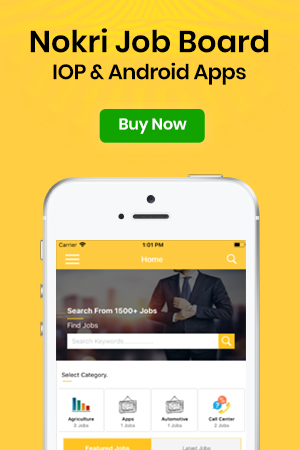 Nokri Job Board
IOP & Android Apps
Buy Now
Carrier 1:01 PM
Home
Search From 1500+ Jobs
Find Jobs
Search Keywords.........
Select Category.
Agriculture
3 Jobs
Apps
1 Jobs
Automotive
1 Jobs
Call Center
2 Jobs
Featured Jobs
Latest Jobs